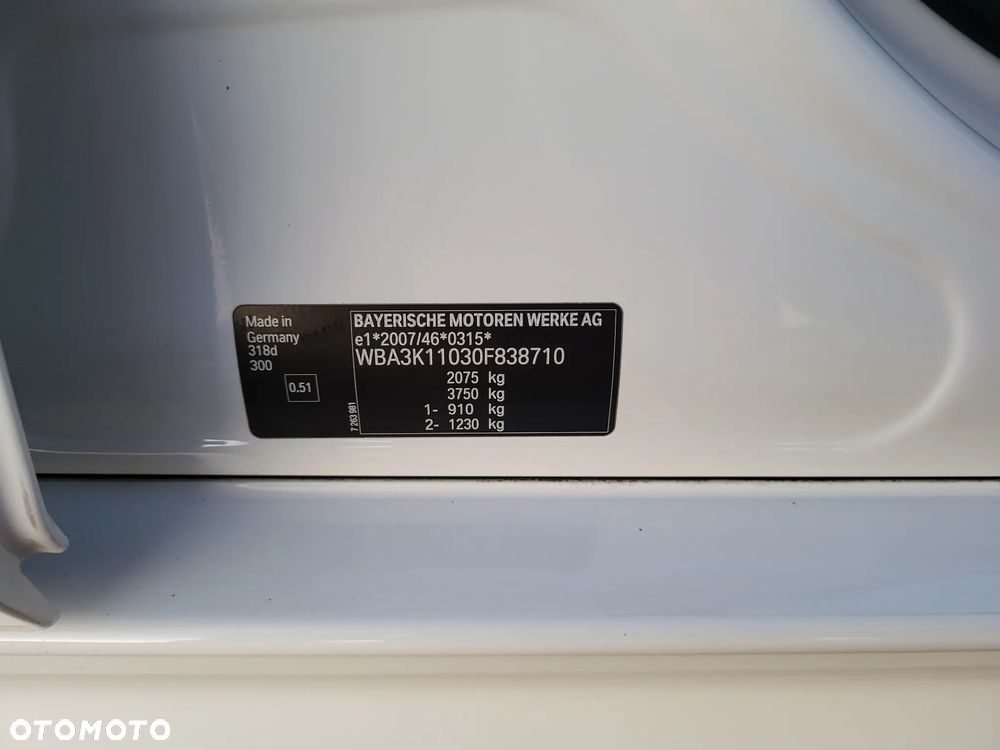 Made in
Germany
318d
300
0.51
7 263 981
BAYERISCHE MOTOREN WERKE AG
e1*2007/46*0315*
WBA3K11030F838710
2075 kg
3750 kg
1- 910 kg
2- 1230 kg
OTOMOTO